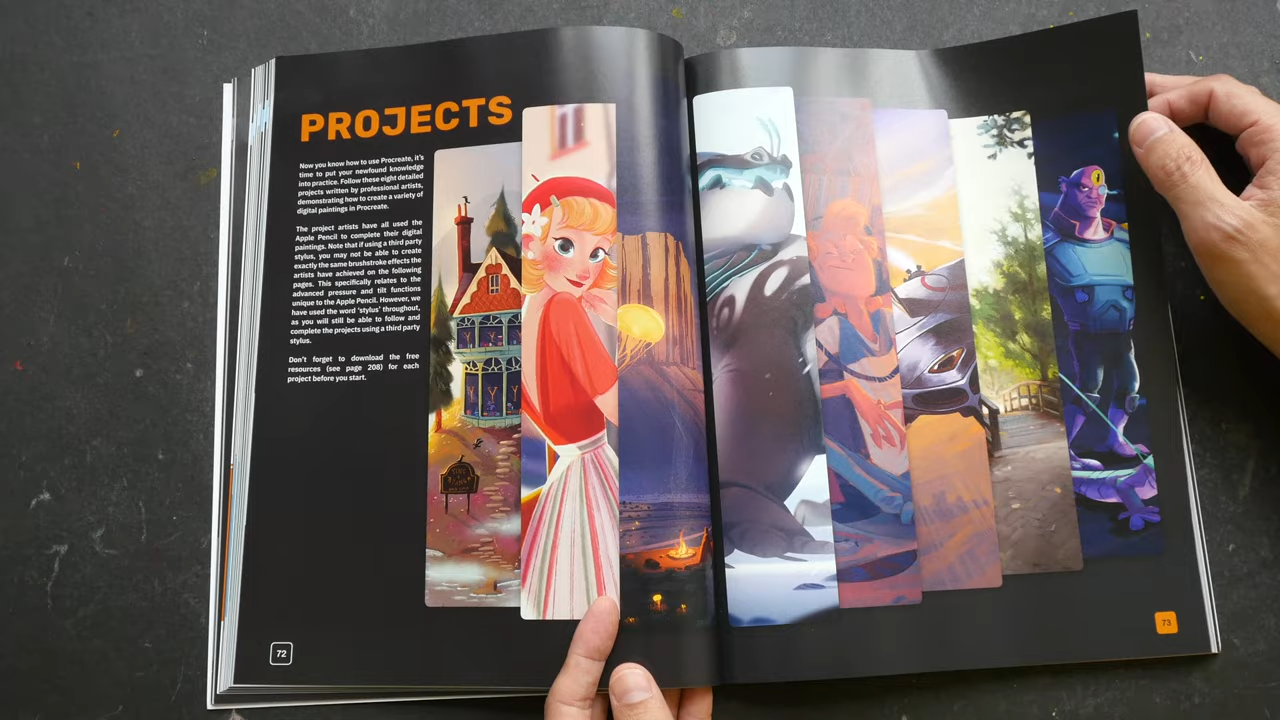 PROJECTS
Now you know how to use Procreate, it's
time to put your newfound knowledge
into practice. Follow these eight detailed
projects written by professional artists,
demonstrating how to create a variety of
digital paintings in Procreate.
The project artists have all used the
Apple Pencil to complete their digital
paintings. Note that if using a third party
stylus, you may not be able to create
exactly the same brushstroke effects the
artists have achieved on the following
pages. This specifically relates to the
advanced pressure and tilt functions
unique to the Apple Pencil. However, we
have used the word 'stylus' throughout,
as you will still be able to follow and
complete the projects using a third party
stylus.
Don't forget to download the free
resources (see page 208) for each
project before you start.
72
73